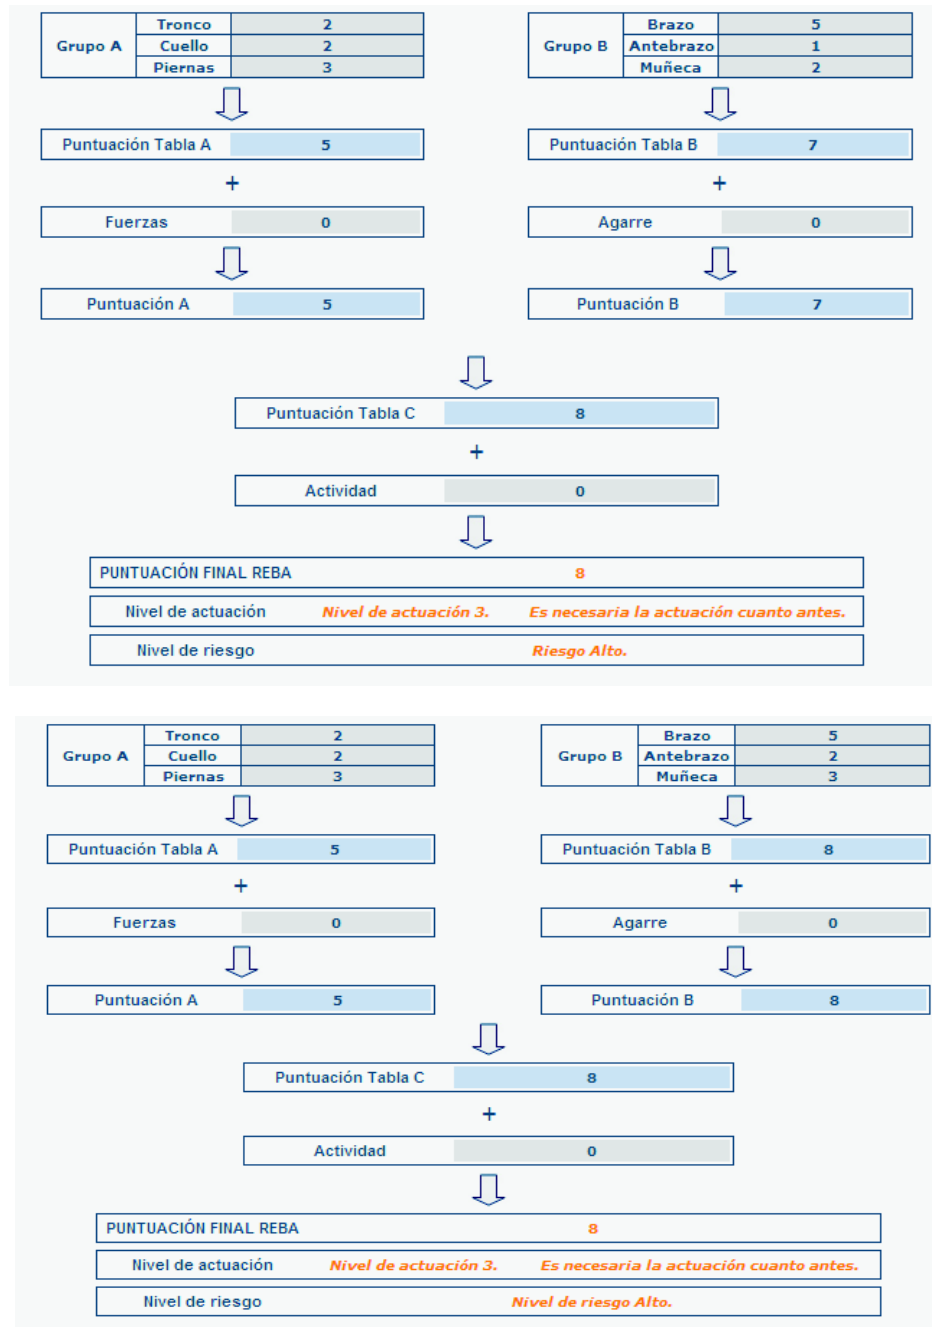 Grupo A
Tronco 2
Cuello 2
Piernas 3
Grupo B
Brazo 5
Antebrazo 1
Muñeca 2
Puntuación Tabla A 5
Puntuación Tabla B 7
+
+
Fuerzas 0
Agarre 0
Puntuación A 5
Puntuación B 7
Puntuación Tabla C 8
+
Actividad 0
PUNTUACIÓN FINAL REBA 8
Nivel de actuación Nivel de actuación 3. Es necesaria la actuación cuanto antes.
Nivel de riesgo Riesgo Alto.
Grupo A
Tronco 2
Cuello 2
Piernas 3
Grupo B
Brazo 5
Antebrazo 2
Muñeca 3
Puntuación Tabla A 5
Puntuación Tabla B 8
+
+
Fuerzas 0
Agarre 0
Puntuación A 5
Puntuación B 8
Puntuación Tabla C 8
+
Actividad 0
PUNTUACIÓN FINAL REBA 8
Nivel de actuación Nivel de actuación 3. Es necesaria la actuación cuanto antes.
Nivel de riesgo Nivel de riesgo Alto.